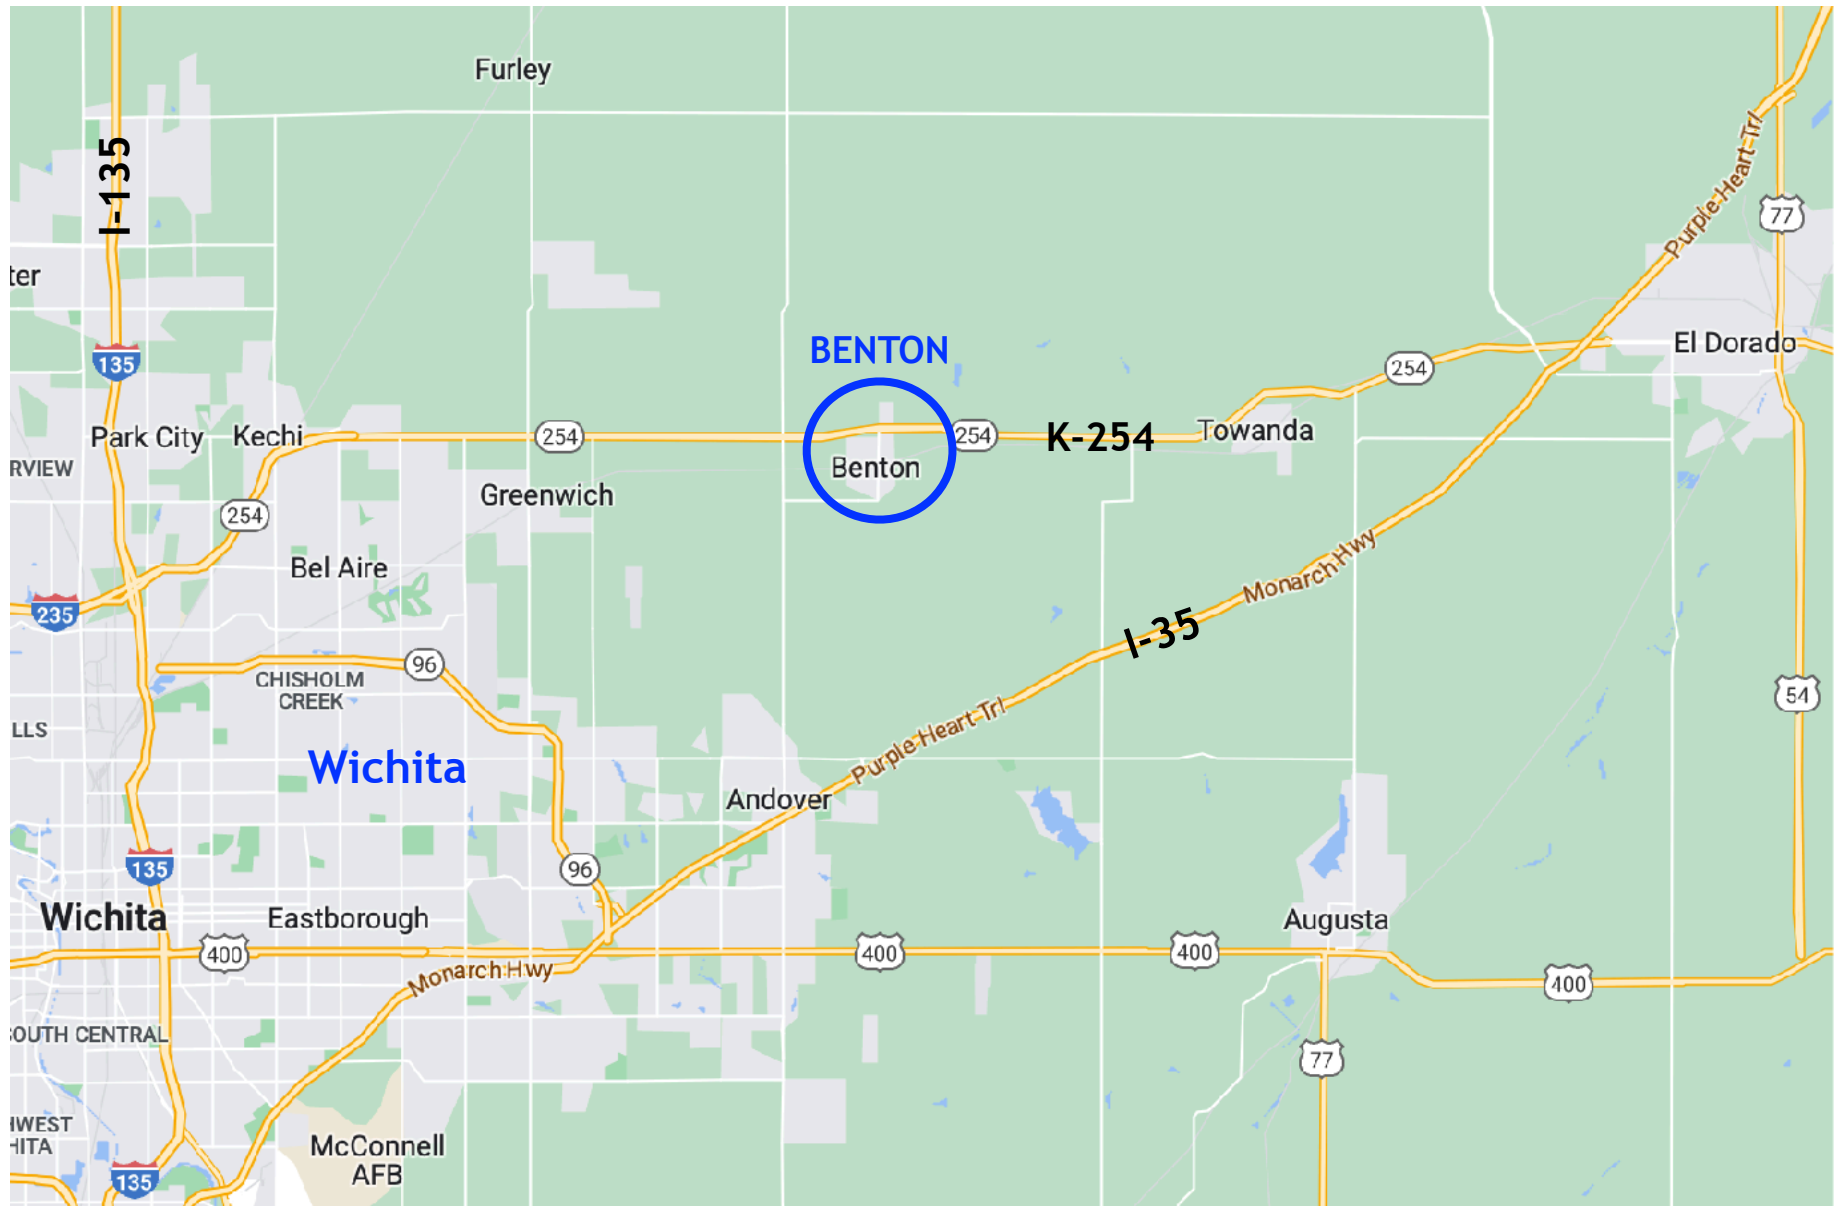 Furley
I-135
Purple Heart Trl
77
ter
BENTON
135
El Dorado
254
Park City
Kechi
254
254
K-254
Towanda
RVIEW
Benton
Greenwich
254
Bel Aire
Monarch Hwy
235
I-35
96
CHISHOLM
CREEK
54
LLS
Purple Heart Trl
Wichita
Andover
135
96
Wichita
Eastborough
Augusta
400
400
400
Monarch Hwy
400
SOUTH CENTRAL
77
HWEST
HITA
McConnell
AFB
135